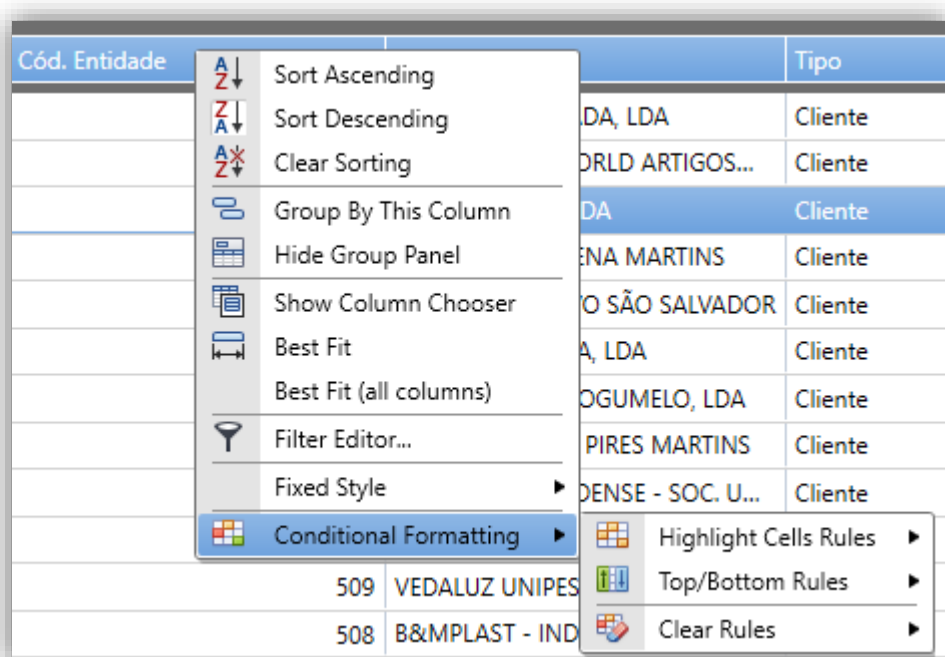 Cód. Entidade Tipo
Sort Ascending
Sort Descending
Clear Sorting
Group By This Column
Hide Group Panel
Show Column Chooser
Best Fit
Best Fit (all columns)
Filter Editor...
Fixed Style
Conditional Formatting
Highlight Cells Rules
Top/Bottom Rules
Clear Rules
DA, LDA Cliente
ORLD ARTIGOS... Cliente
DA Cliente
ENA MARTINS Cliente
O SÃO SALVADOR Cliente
A, LDA Cliente
OGUMELO, LDA Cliente
PIRES MARTINS Cliente
DENSE - SOC. U... Cliente
509 VEDALUZ UNIPES
508 B&MPLAST - IND